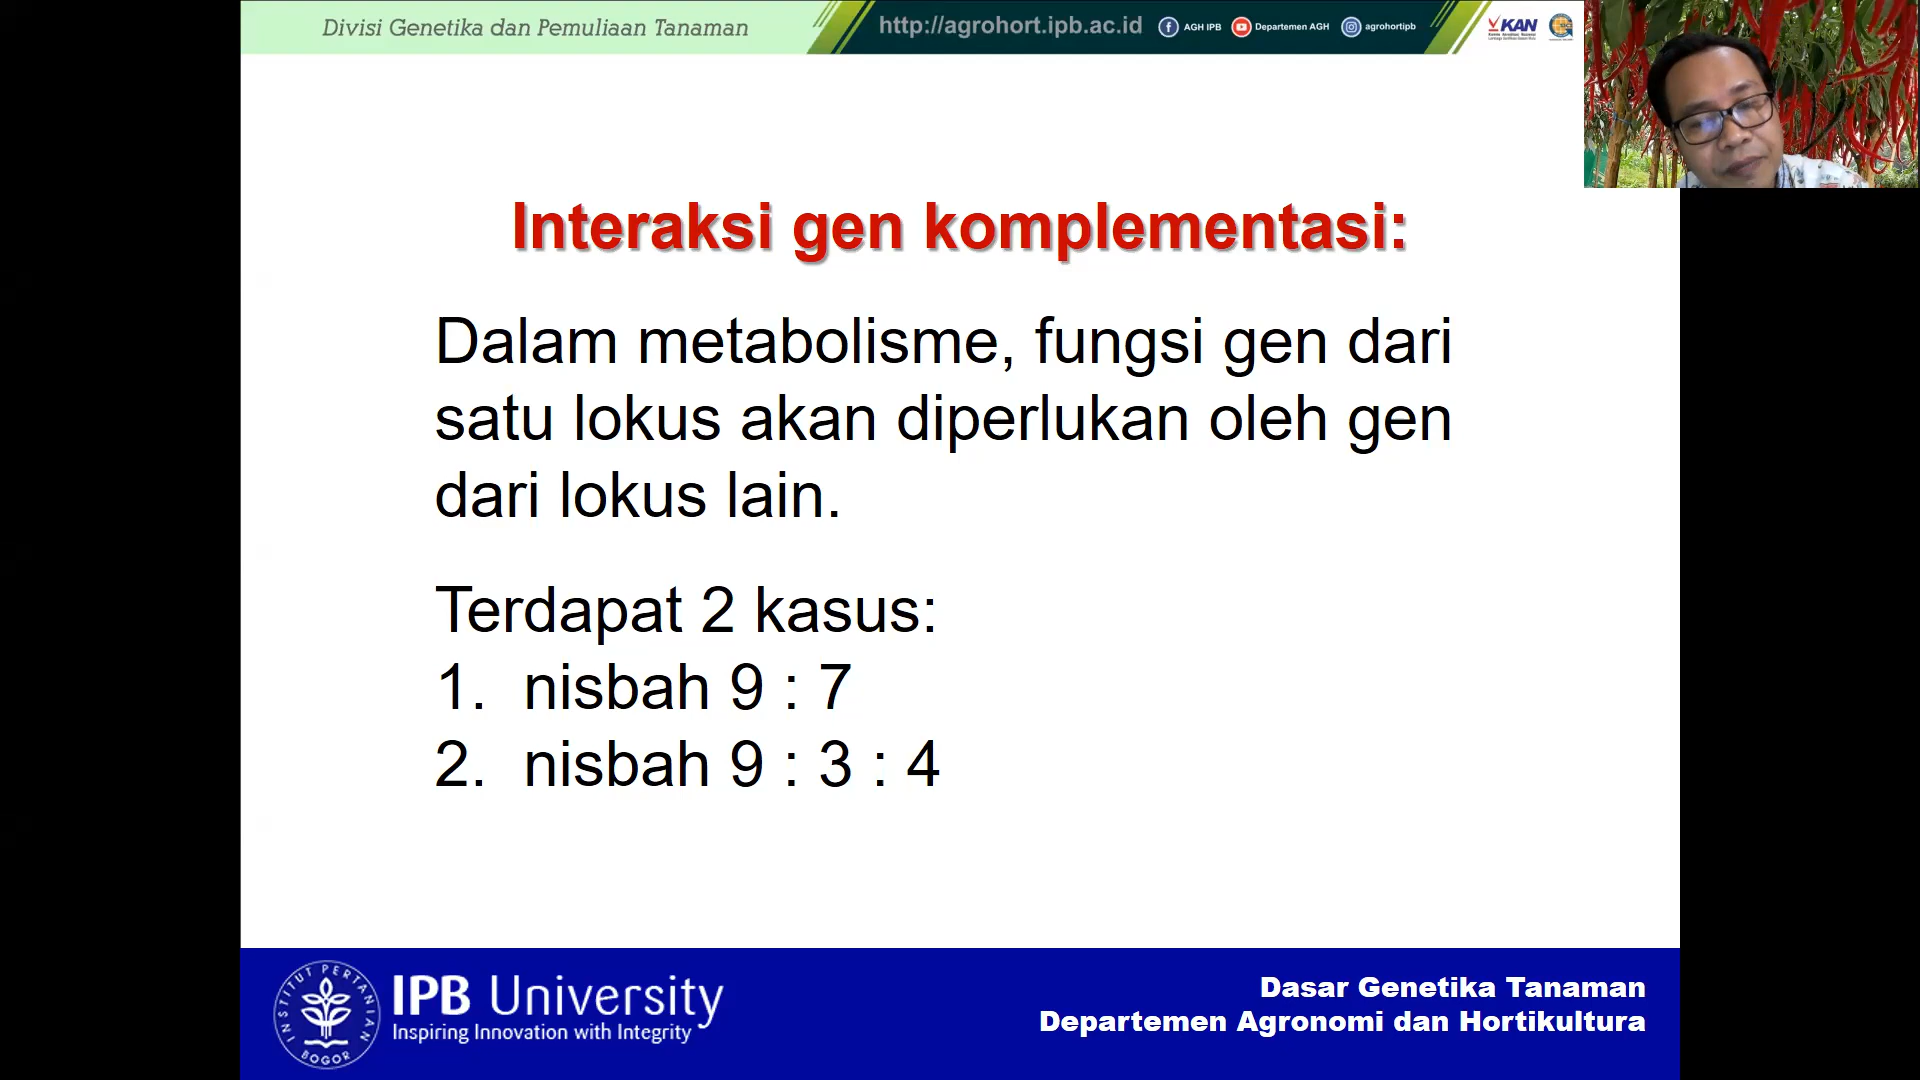 Divisi Genetika dan Pemuliaan Tanaman
http://agrohort.ipb.ac.id
AGH IPB
Departemen AGH
agrohortipb
KAN
Interaksi gen komplementasi:
Dalam metabolisme, fungsi gen dari
satu lokus akan diperlukan oleh gen
dari lokus lain.
Terdapat 2 kasus:
1. nisbah 9 : 7
2. nisbah 9 : 3 : 4
INSTITUT PERTANIAN
BOGOR
IPB University
Inspiring Innovation with Integrity
Dasar Genetika Tanaman
Departemen Agronomi dan Hortikultura